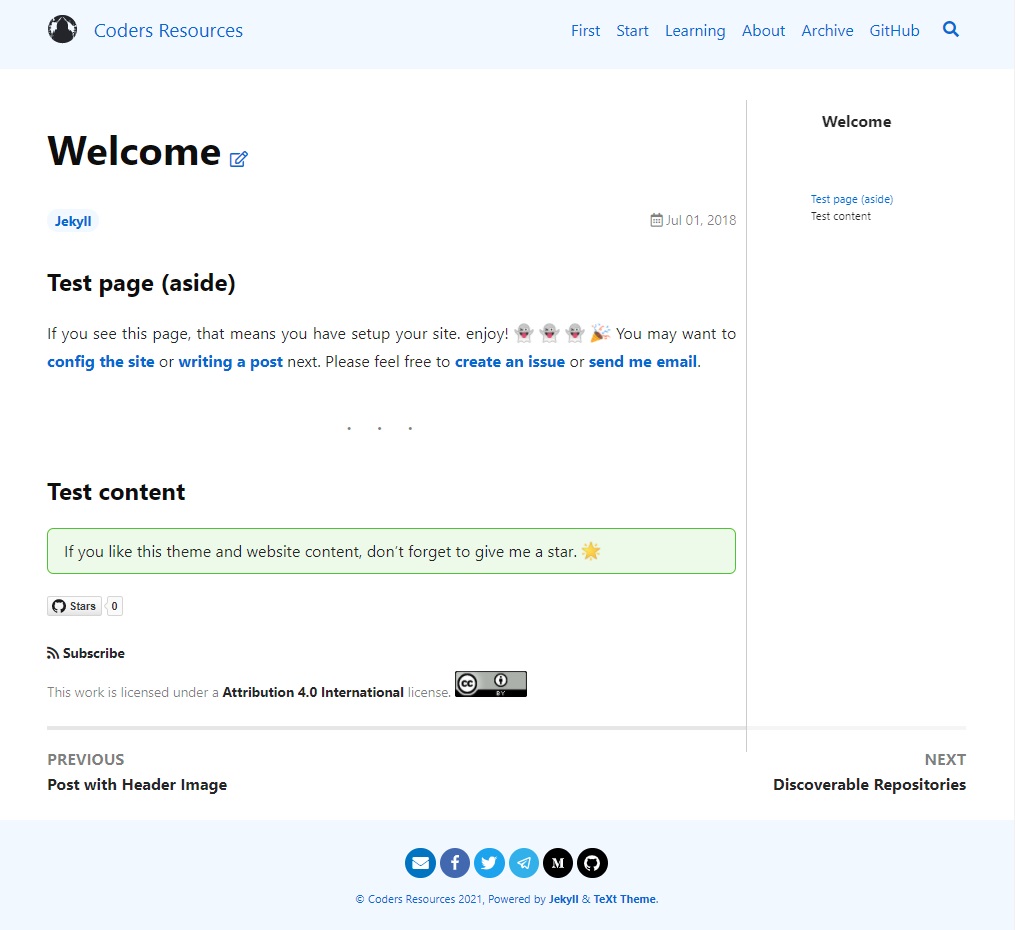 Coders Resources
First Start Learning About Archive GitHub
Welcome
Jekyll
Jul 01, 2018
Test page (aside)
If you see this page, that means you have setup your site. enjoy! 👻 👻 👻 🎉 You may want to
config the site or writing a post next. Please feel free to create an issue or send me email.
. . .
Test content
If you like this theme and website content, don’t forget to give me a star. 🌟
Stars 0
Subscribe
This work is licensed under a Attribution 4.0 International license.
cc BY
Welcome
Test page (aside)
Test content
PREVIOUS
Post with Header Image
NEXT
Discoverable Repositories
M
© Coders Resources 2021, Powered by Jekyll & TeXt Theme.